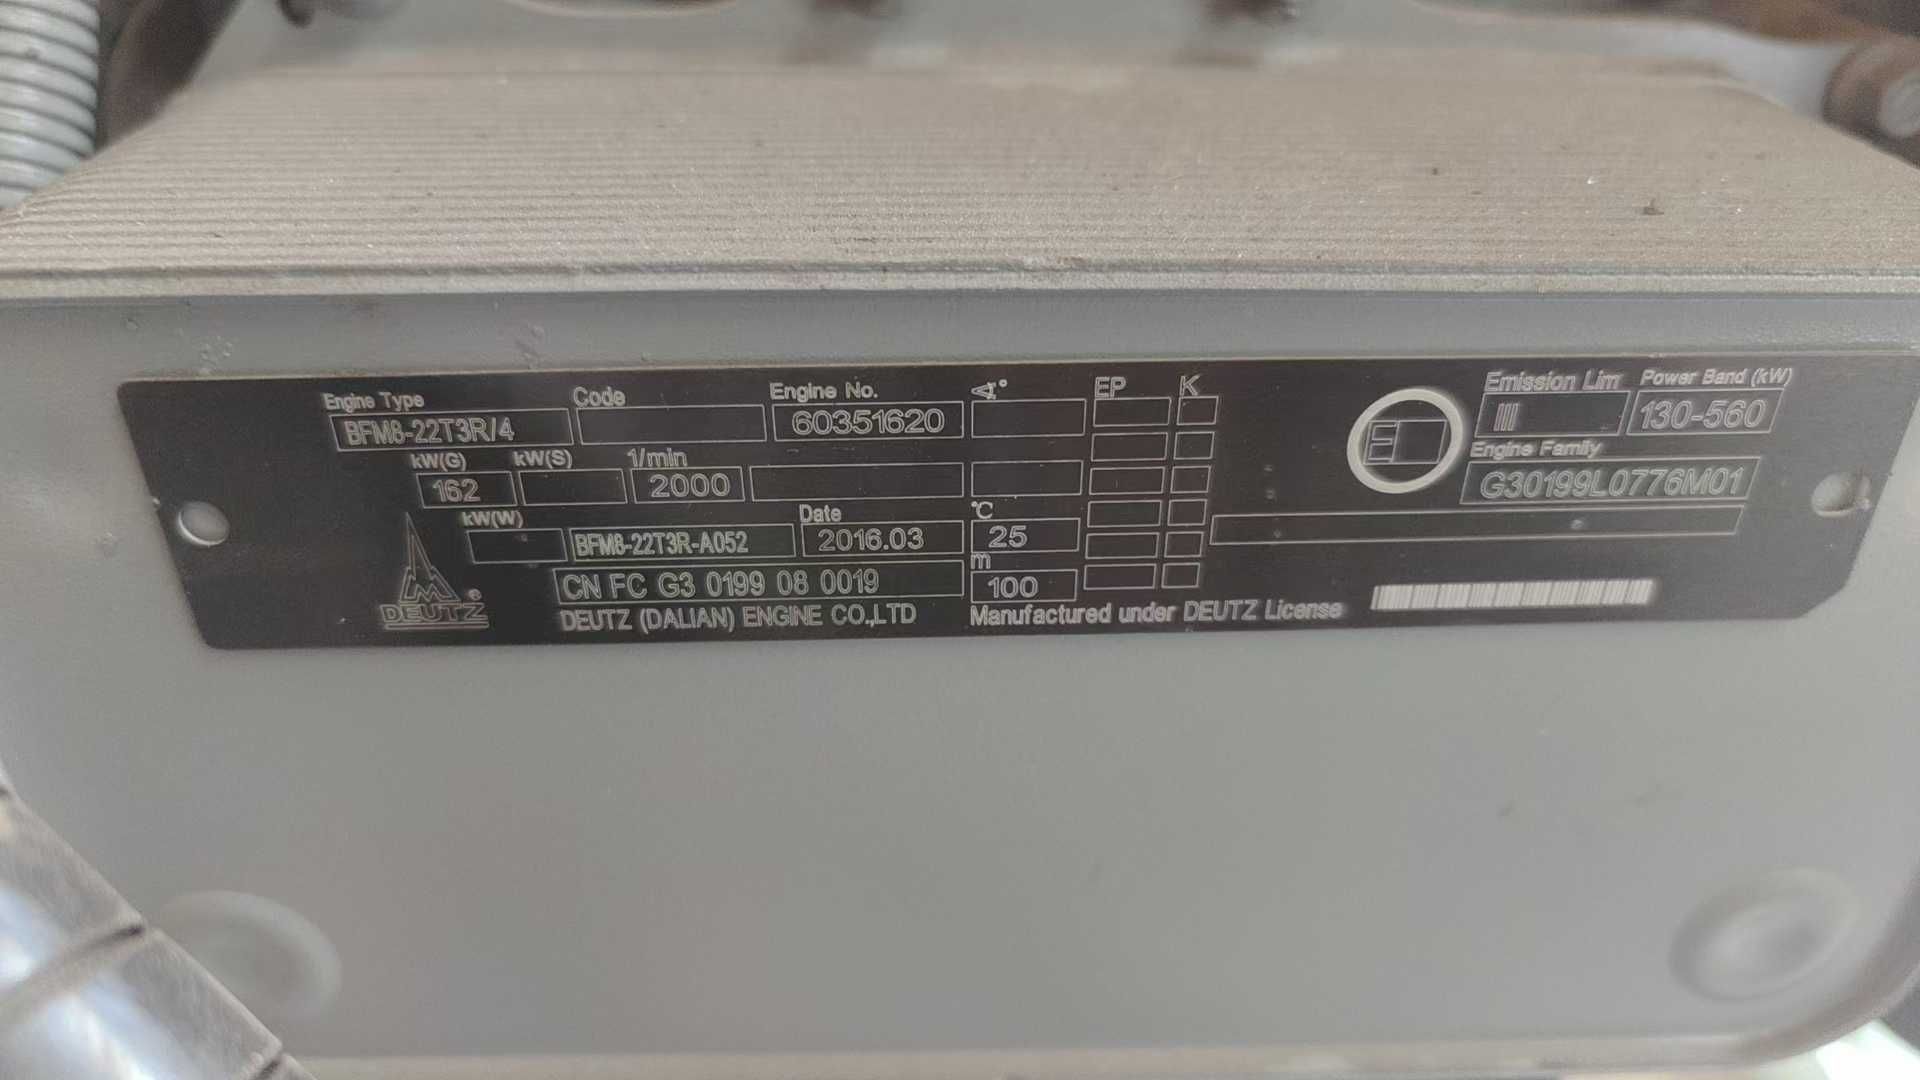 Engine Type Code Engine No. ∢° EP K Emission Lim Power Band (kW)
BFM8-22T3R/4 60351620 III 130-560
kW(G) kW(S) 1/min Engine Family
162 2000 G30199L0776M01
kW(W) Date °C
BFM8-22T3R-A052 2016.03 25
m
CN FC G3 0199 08 0019 100
DEUTZ ®
DEUTZ (DALIAN) ENGINE CO.,LTD Manufactured under DEUTZ License